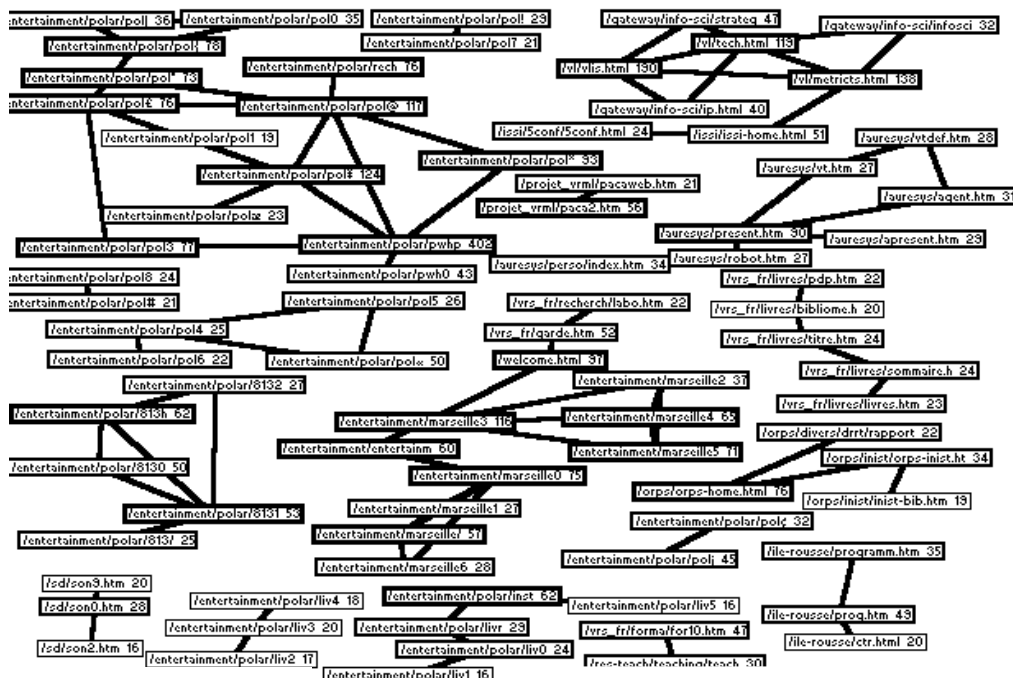 /entertainment/polar/pol| 36
/entertainment/polar/pol0 35
/entertainment/polar/pol! 29
/gateway/info-sci/strateg 47
/gateway/info-sci/infosci 32
/entertainment/polar/pol} 78
/entertainment/polar/pol7 21
/vl/tech.html 119
/entertainment/polar/rech 76
/vl/vlis.html 190
/entertainment/polar/pol" 73
/vl/metricts.html 138
/entertainment/polar/pol£ 76
/entertainment/polar/pol@ 117
/gateway/info-sci/ip.html 40
/entertainment/polar/pol1 19
/issi/5conf/5conf.html 24
/issi/issi-home.html 51
/auresys/vtdef.htm 28
/entertainment/polar/pol* 93
/auresys/vt.htm 27
/entertainment/polar/pol‡ 124
/projet_vrml/pacaweb.htm 21
/auresys/agent.htm 31
/entertainment/polar/polæ 23
/projet_vrml/paca2.htm 56
/auresys/present.htm 90
/auresys/apresent.htm 29
/entertainment/polar/pol3 77
/entertainment/polar/pwhp 402
/auresys/robot.htm 27
/auresys/perso/index.htm 34
/entertainment/polar/pol8 24
/entertainment/polar/pwh0 43
/vrs_fr/livres/pdp.htm 22
/entertainment/polar/pol# 21
/entertainment/polar/pol5 26
/vrs_fr/recherch/labo.htm 22
/vrs_fr/livres/bibliome.h 20
/entertainment/polar/pol4 25
/vrs_fr/garde.htm 52
/vrs_fr/livres/titre.htm 24
/entertainment/polar/pol6 22
/entertainment/polar/pol« 50
/welcome.html 97
/vrs_fr/livres/sommaire.h 24
/entertainment/polar/8132 27
/entertainment/marseille2 37
/vrs_fr/livres/livres.htm 23
/entertainment/polar/813h 62
/entertainment/marseille3 116
/entertainment/marseille4 65
/orps/divers/drrt/rapport 22
/entertainment/entertainm 60
/entertainment/marseille5 71
/orps/inist/orps-inist.ht 34
/entertainment/polar/8130 50
/entertainment/marseille0 75
/orps/orps-home.html 76
/orps/inist/inist-bib.htm 19
/entertainment/polar/8131 53
/entertainment/marseille1 27
/entertainment/polar/pol¿ 32
/entertainment/polar/813/ 25
/entertainment/marseille/ 57
/entertainment/polar/polj 45
/ile-rousse/programm.htm 35
/entertainment/marseille6 28
/sd/son9.htm 20
/sd/son0.htm 28
/entertainment/polar/liv4 18
/entertainment/polar/inst 62
/entertainment/polar/liv5 16
/ile-rousse/prog.htm 49
/entertainment/polar/liv3 20
/entertainment/polar/livr 29
/vrs_fr/forma/for10.htm 47
/ile-rousse/ctr.html 20
/sd/son2.htm 16
/entertainment/polar/liv2 17
/entertainment/polar/liv0 24
/res-teach/teaching/teach 30
/entertainment/polar/liv1 16